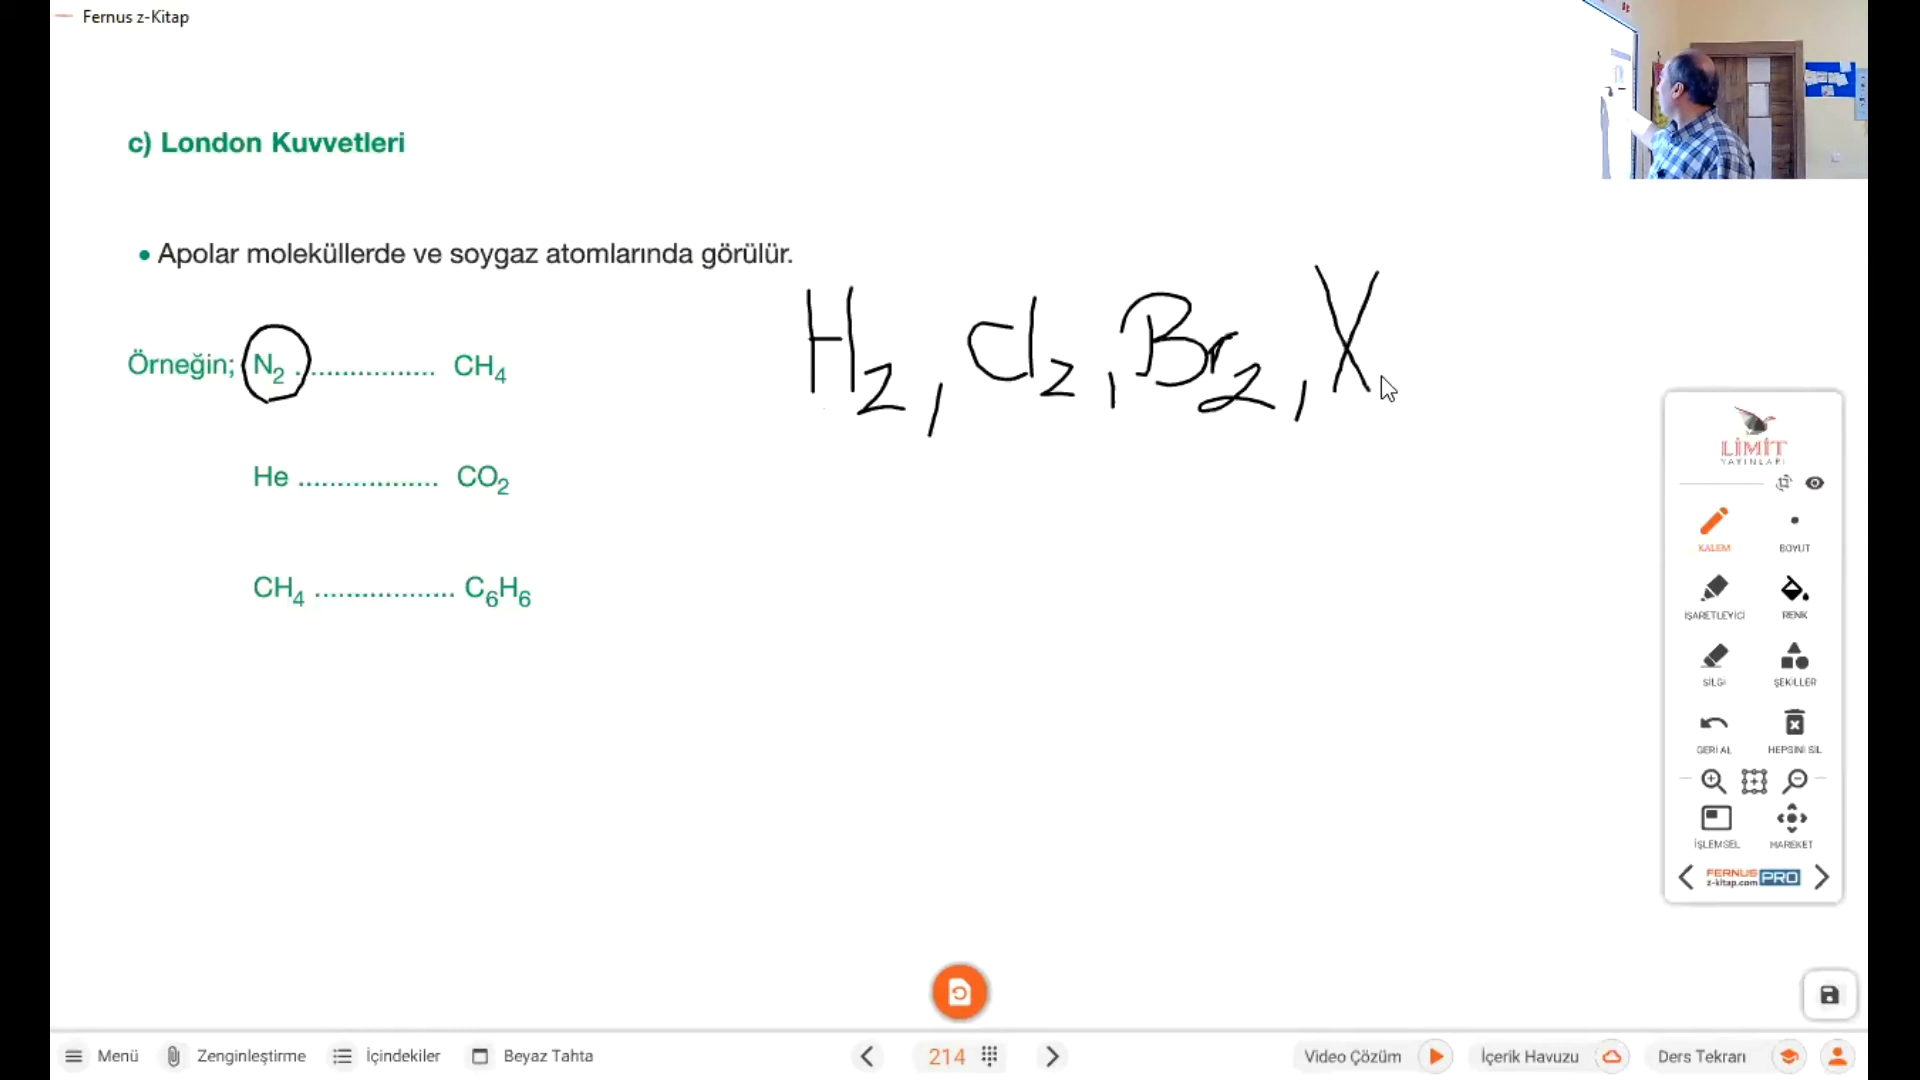 Fernus z-Kitap
c) London Kuvvetleri
• Apolar moleküllerde ve soygaz atomlarında görülür.
H₂, Cl₂, Br₂, X
Örneğin; N₂ .................. CH₄
He .................. CO₂
CH₄ .................. C₆H₆
LİMİT
YAYINLARI
KALEM BOYUT
İŞARETLEYİCİ RENK
SİLGİ ŞEKİLLER
GERİ AL HEPSİNİ SİL
İŞLEMSEL HAREKET
FERNUS PRO
z-kitap.com
Menü Zenginleştirme İçindekiler Beyaz Tahta 214 Video Çözüm İçerik Havuzu Ders Tekrarı